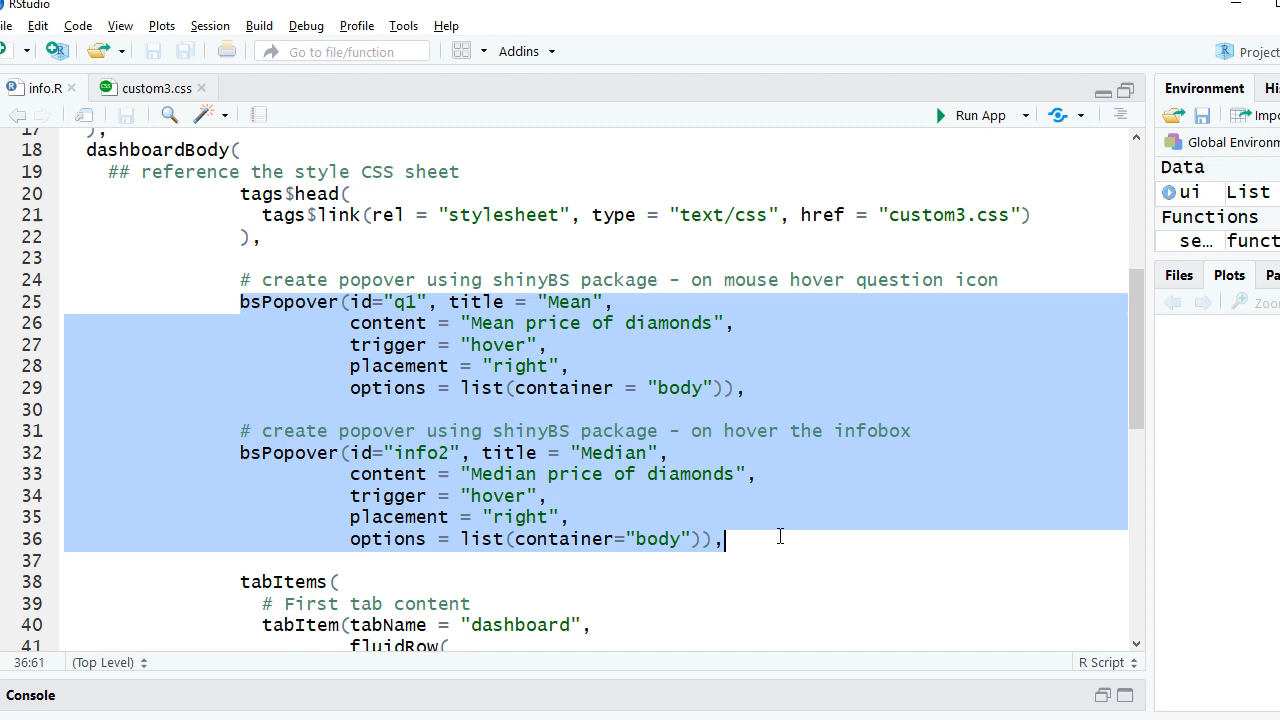 RStudio
ile Edit Code View Plots Session Build Debug Profile Tools Help
Go to file/function Addins Project
info.R custom3.css
Run App
17 ),
18 dashboardBody(
19 ## reference the style CSS sheet
20 tags$head(
21 tags$link(rel = "stylesheet", type = "text/css", href = "custom3.css")
22 ),
23
24 # create popover using shinyBS package - on mouse hover question icon
25 bsPopover(id="q1", title = "Mean",
26 content = "Mean price of diamonds",
27 trigger = "hover",
28 placement = "right",
29 options = list(container = "body")),
30
31 # create popover using shinyBS package - on hover the infobox
32 bsPopover(id="info2", title = "Median",
33 content = "Median price of diamonds",
34 trigger = "hover",
35 placement = "right",
36 options = list(container="body")),
37
38 tabItems(
39 # First tab content
40 tabItem(tabName = "dashboard",
41 fluidRow(
36:61 (Top Level) R Script
Console
Environment Hi
Impo
Global Environm
Data
ui List
Functions
se... funct
Files Plots Pa
Zoo